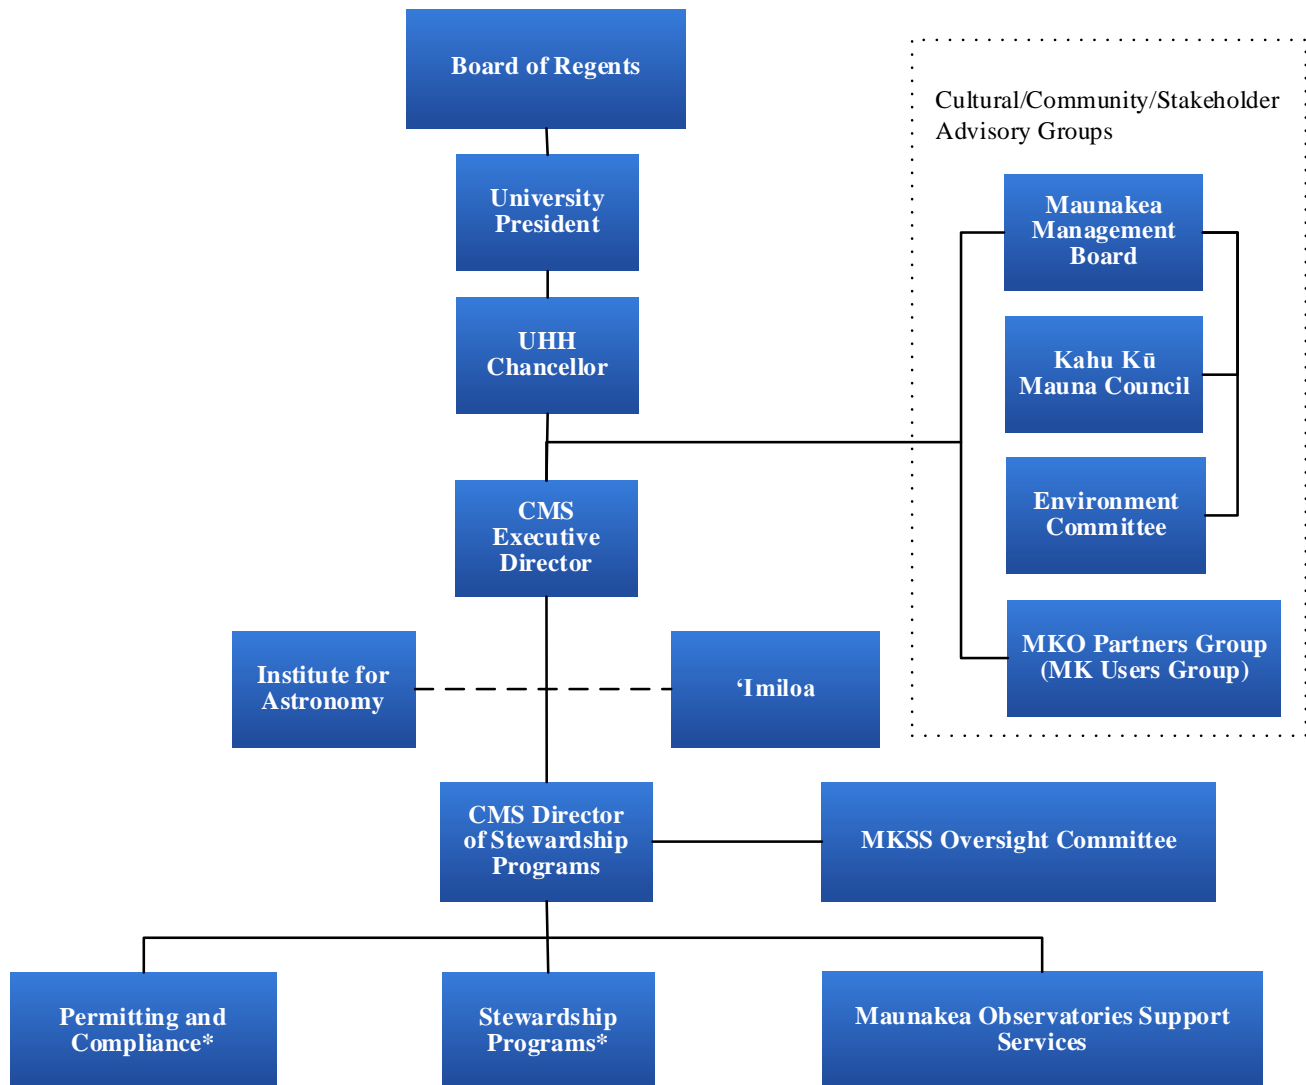 Board of Regents
Cultural/Community/Stakeholder
Advisory Groups
University
President
Maunakea
Management
Board
UHH
Chancellor
Kahu Kū
Mauna Council
CMS
Executive
Director
Environment
Committee
Institute for
Astronomy
‘Imiloa
MKO Partners Group
(MK Users Group)
CMS Director
of Stewardship
Programs
MKSS Oversight Committee
Permitting and
Compliance*
Stewardship
Programs*
Maunakea Observatories Support
Services